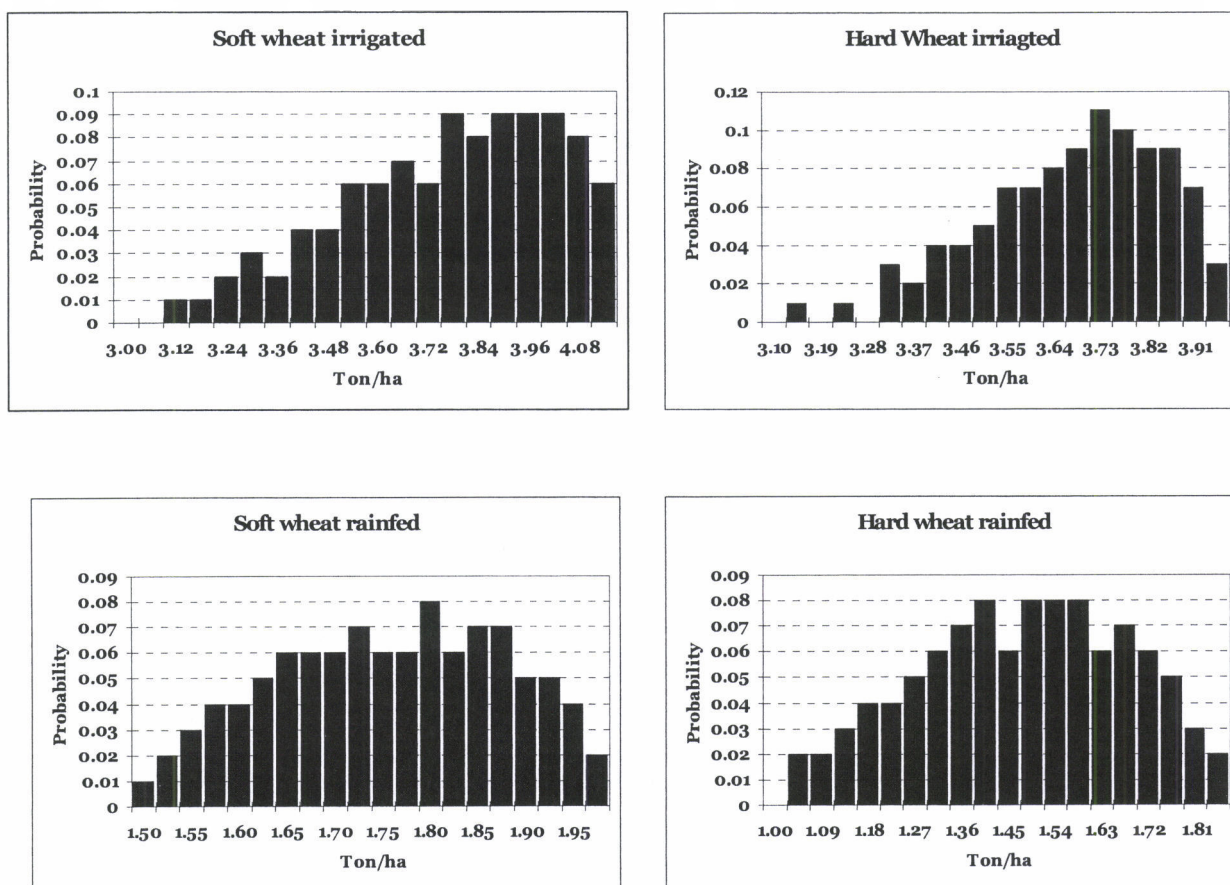 Soft wheat irrigated
0.1
0.09
0.08
0.07
0.06
0.05
0.04
0.03
0.02
0.01
0
Probability
3.00 3.12 3.24 3.36 3.48 3.60 3.72 3.84 3.96 4.08
Ton/ha
Hard Wheat irriagted
0.12
0.1
0.08
0.06
0.04
0.02
0
Probability
3.10 3.19 3.28 3.37 3.46 3.55 3.64 3.73 3.82 3.91
Ton/ha
Soft wheat rainfed
0.09
0.08
0.07
0.06
0.05
0.04
0.03
0.02
0.01
0
Probability
1.50 1.55 1.60 1.65 1.70 1.75 1.80 1.85 1.90 1.95
Ton/ha
Hard wheat rainfed
0.09
0.08
0.07
0.06
0.05
0.04
0.03
0.02
0.01
0
Probability
1.00 1.09 1.18 1.27 1.36 1.45 1.54 1.63 1.72 1.81
Ton/ha